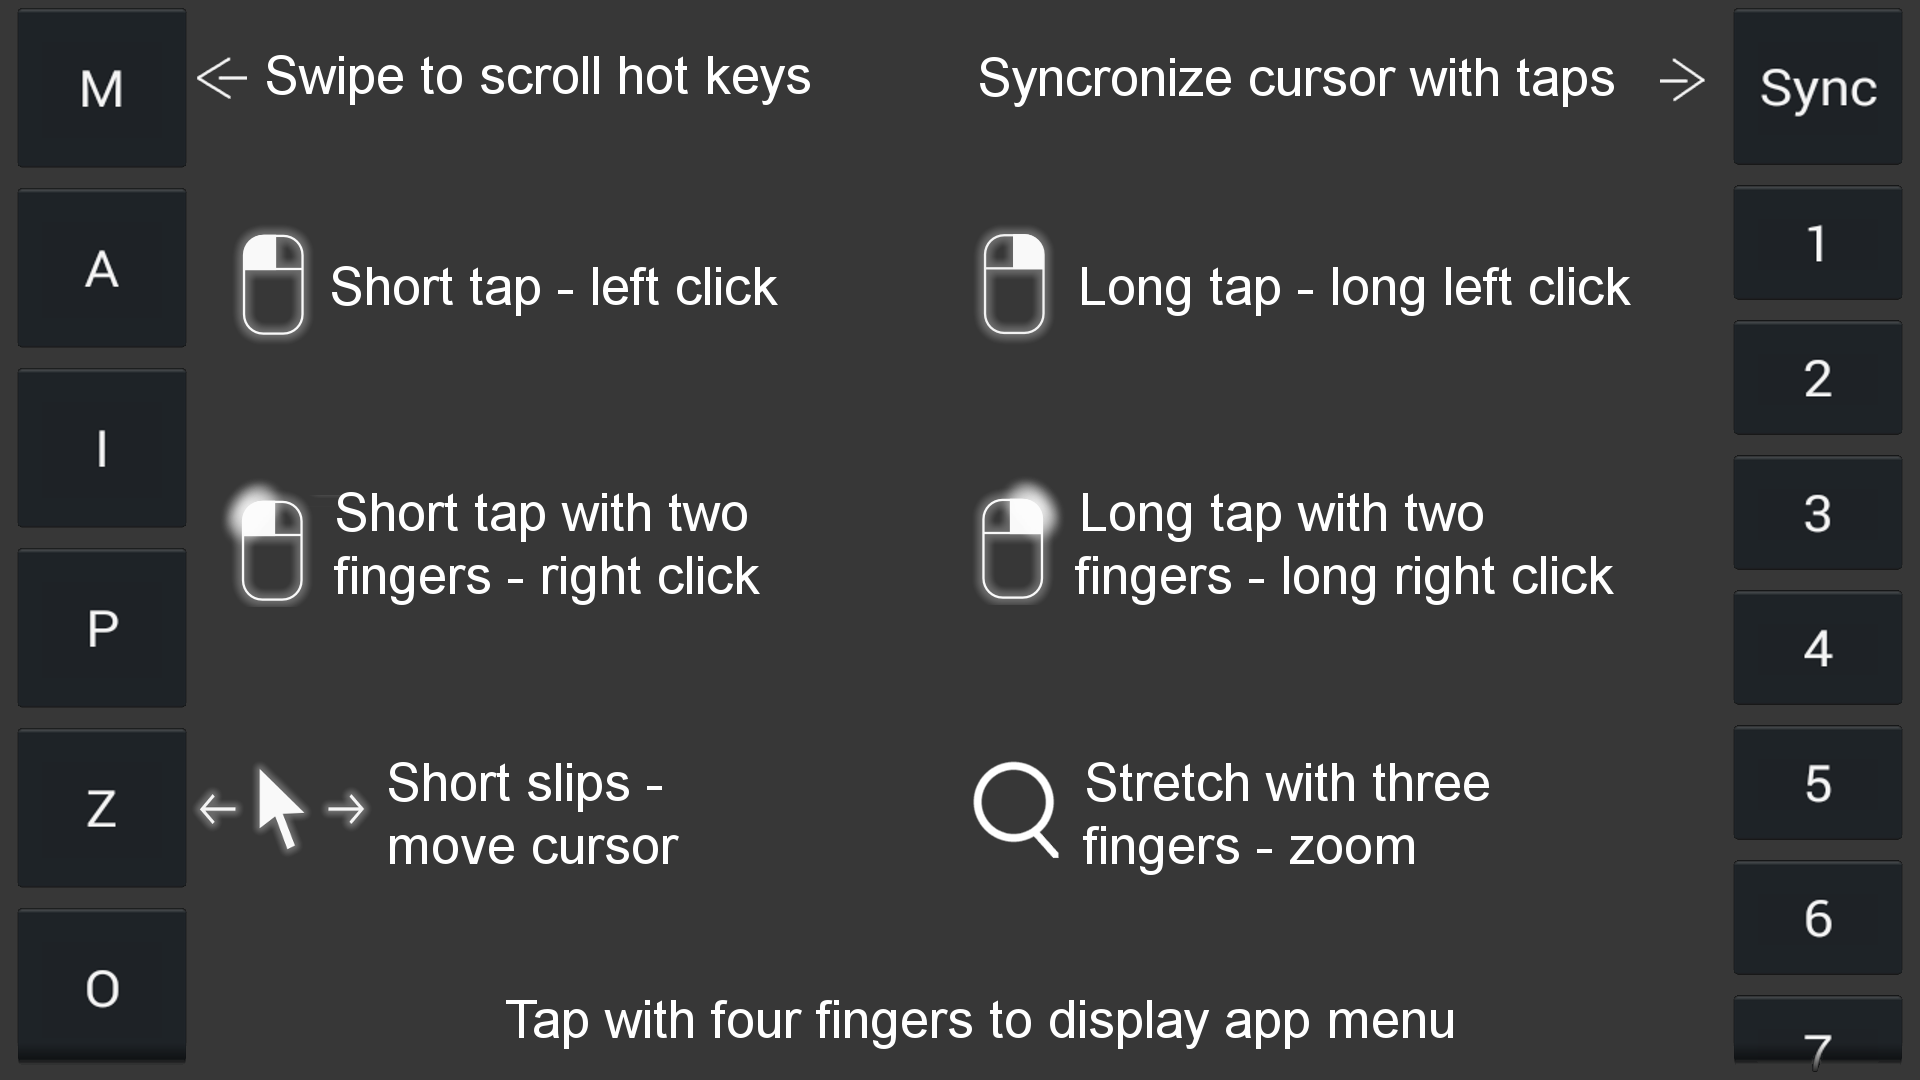 M
Swipe to scroll hot keys
Syncronize cursor with taps
Sync
A
Short tap - left click
Long tap - long left click
1
2
I
Short tap with two
fingers - right click
Long tap with two
fingers - long right click
3
P
4
Z
Short slips -
move cursor
Stretch with three
fingers - zoom
5
6
O
Tap with four fingers to display app menu
7